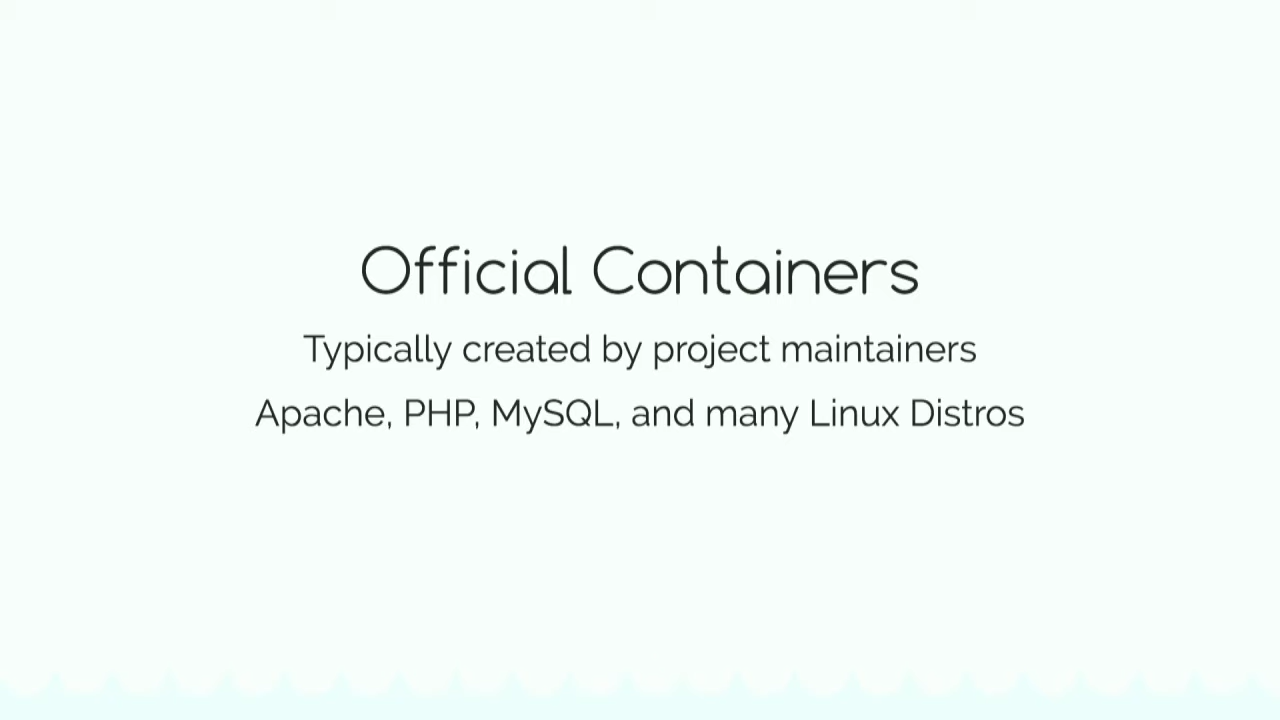 Official Containers
Typically created by project maintainers
Apache, PHP, MySQL, and many Linux Distros